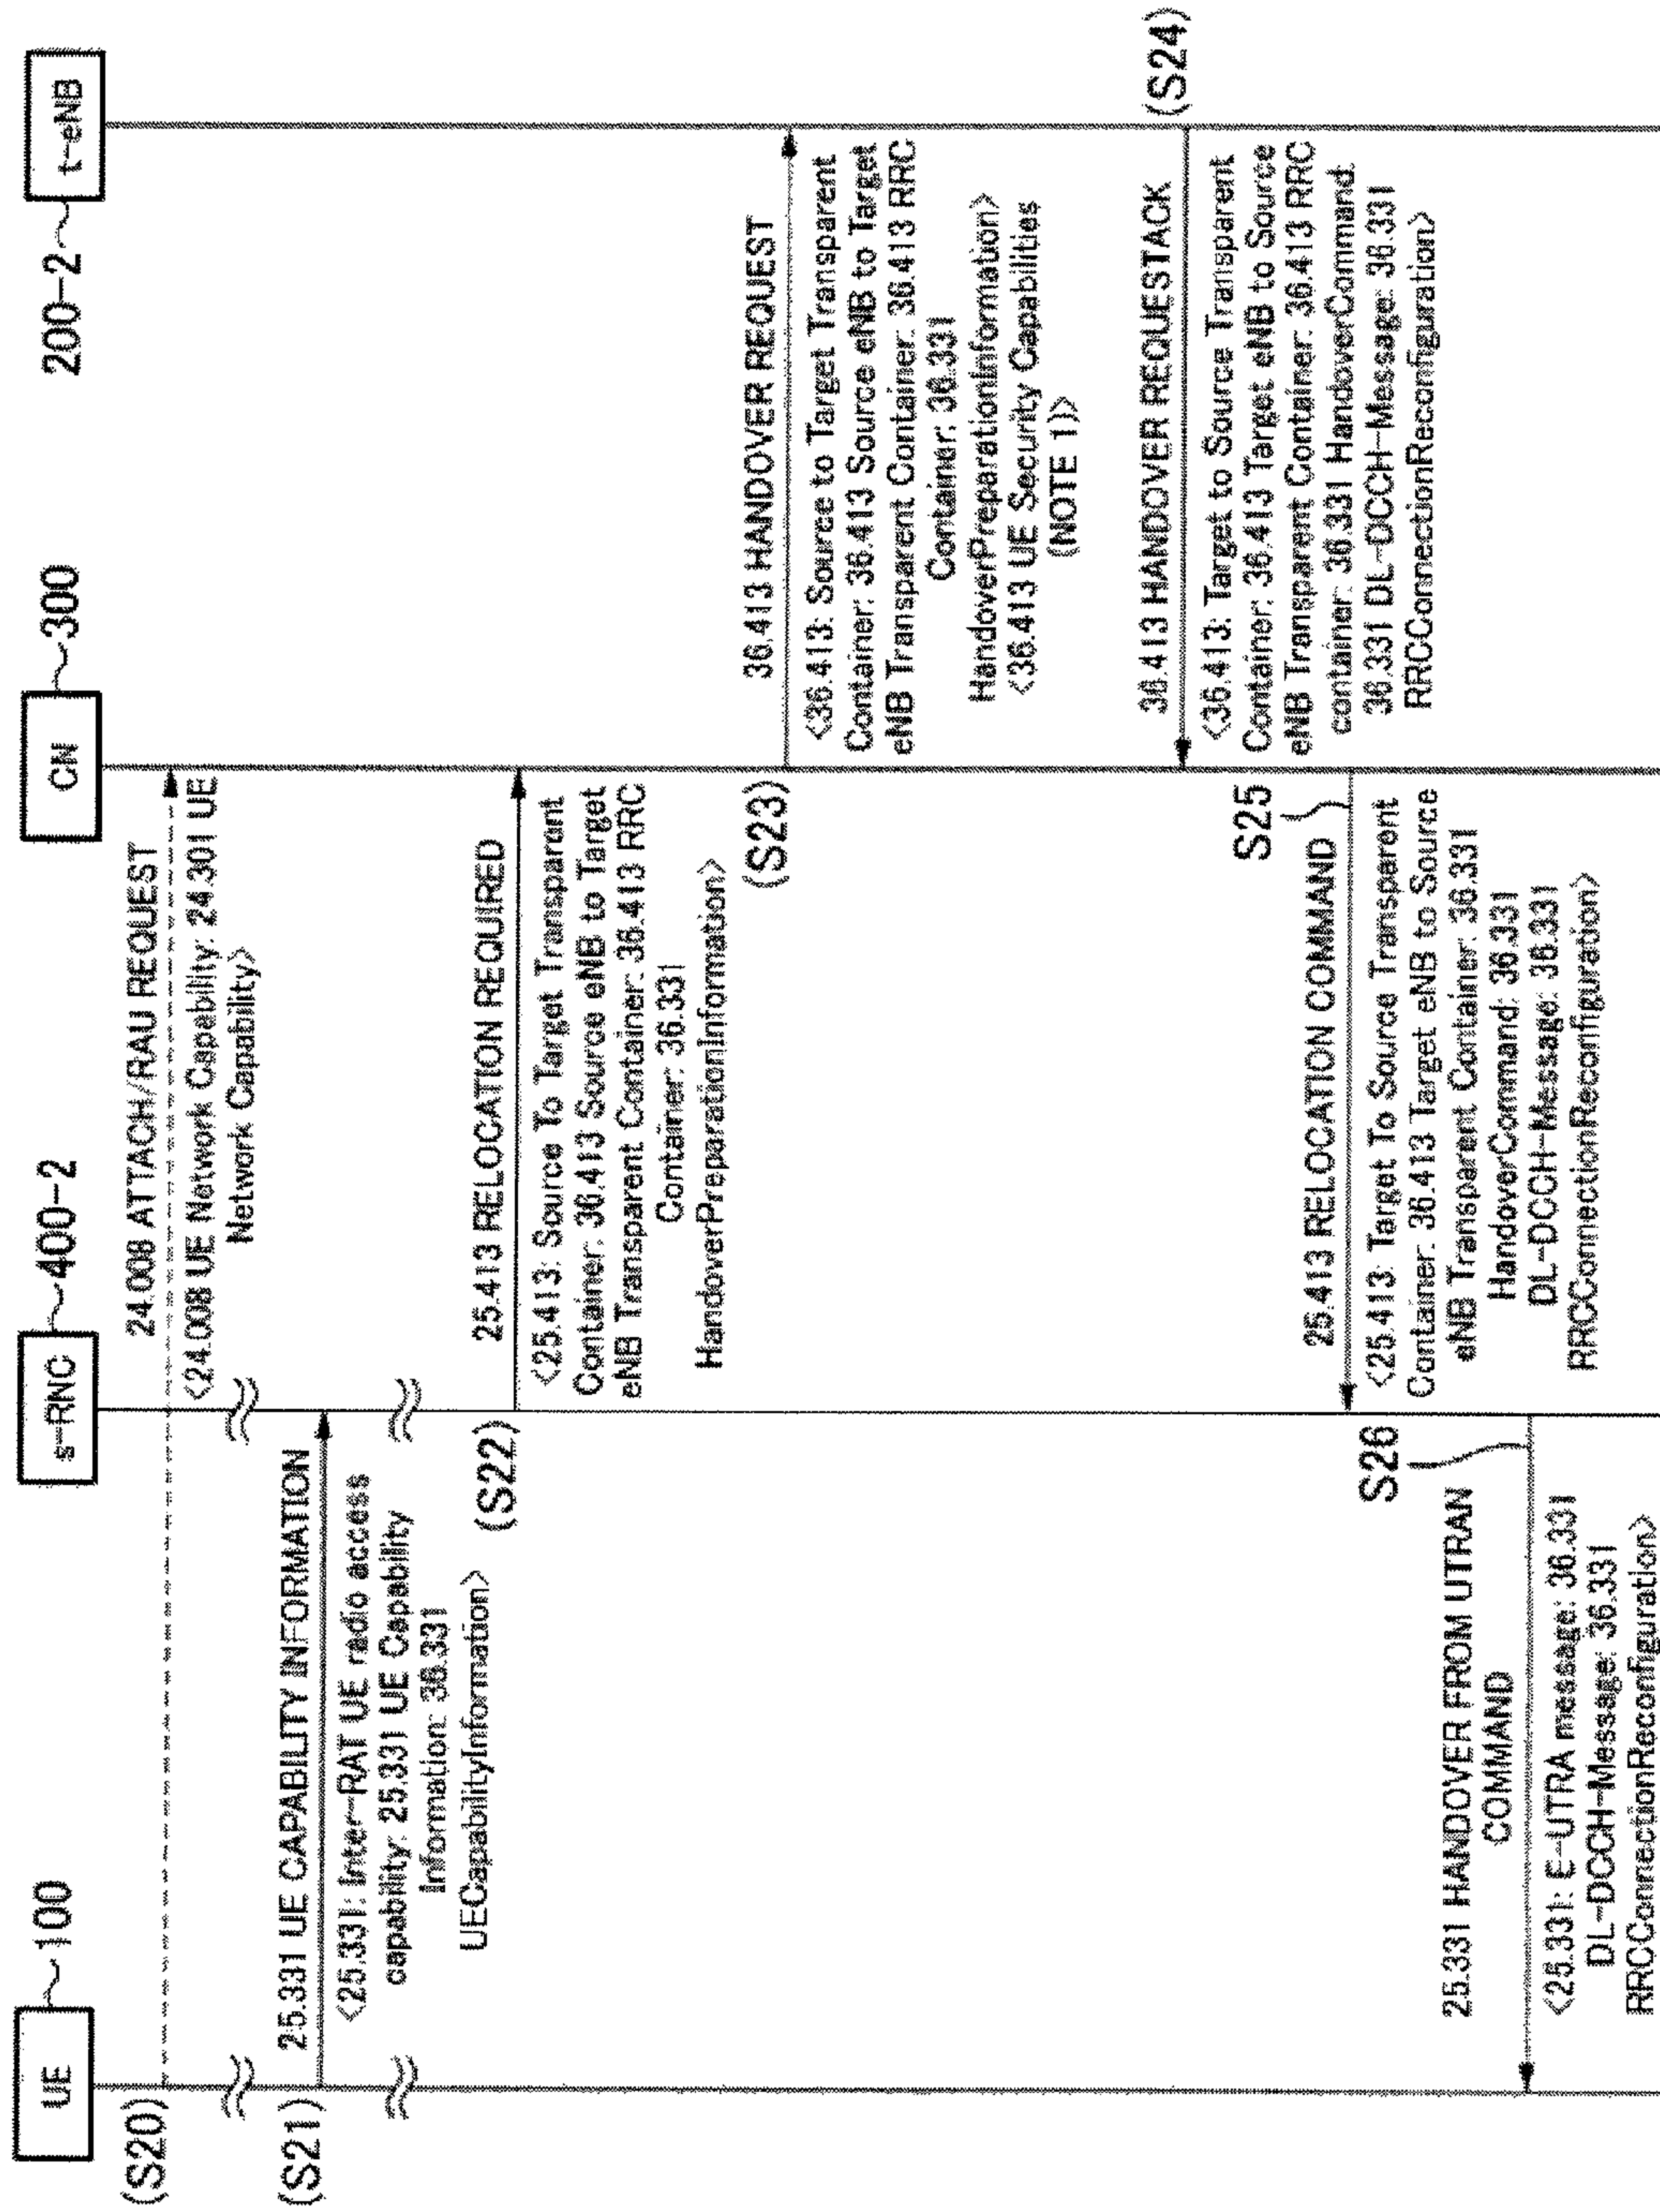 UE
100
s-RNC
400-2
CN
300
t-eNB
200-2
(S20)
24.008 ATTACH/RAU REQUEST
<24.008 UE Network Capability: 24.301 UE
Network Capability>
(S21)
25.331 UE CAPABILITY INFORMATION
<25.331: Inter-RAT UE radio access
capability: 25.331 UE Capability
Information: 36.331
UECapabilityInformation>
(S22)
25.413 RELOCATION REQUIRED
<25.413: Source To Target Transparent
Container: 36.413 Source eNB to Target
eNB Transparent Container: 36.413 RRC
Container: 36.331
HandoverPreparationInformation>
(S23)
36.413 HANDOVER REQUEST
<36.413: Source to Target Transparent
Container: 36.413 Source eNB to Target
eNB Transparent Container: 36.413 RRC
Container: 36.331
HandoverPreparationInformation>
<36.413 UE Security Capabilities
(NOTE 1)>
(S24)
36.413 HANDOVER REQUESTACK
<36.413: Target to Source Transparent
Container: 36.413 Target eNB to Source
eNB Transparent Container: 36.413 RRC
container: 36.331 HandoverCommand:
36.331 DL-DCCH-Message: 36.331
RRCConnectionReconfiguration>
S25
25.413 RELOCATION COMMAND
<25.413: Target To Source Transparent
Container: 36.413 Target eNB to Source
eNB Transparent Container: 36.331
HandoverCommand: 36.331
DL-DCCH-Message: 36.331
RRCConnectionReconfiguration>
S26
25.331 HANDOVER FROM UTRAN
COMMAND
<25.331: E-UTRA message: 36.331
DL-DCCH-Message: 36.331
RRCConnectionReconfiguration>